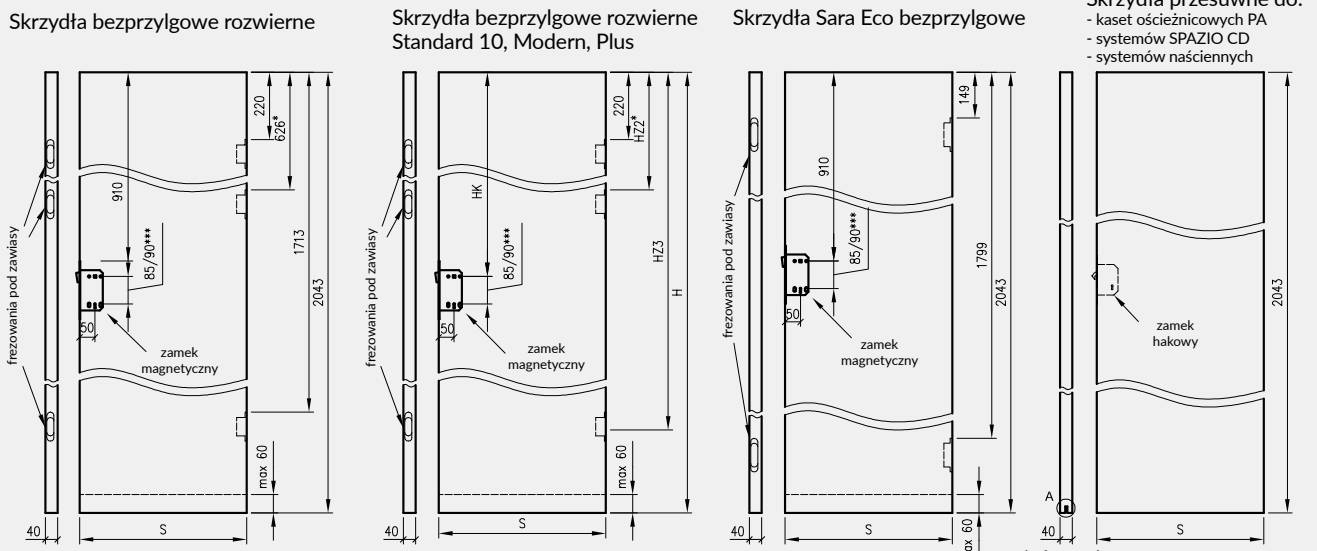 Skrzydła bezprzylgowe rozwierne
Skrzydła bezprzylgowe rozwierne
Standard 10, Modern, Plus
Skrzydła Sara Eco bezprzylgowe
Skrzydła przesuwne do:
- kaset ościeżnicowych PA
- systemów SPAZIO CD
- systemów naściennych
frezowania pod zawiasy
910
85/90***
50
zamek
magnetyczny
220
626*
1713
2043
max 60
40
S
frezowania pod zawiasy
HK
85/90***
50
zamek
magnetyczny
220
HZ2*
HZ3
H
max 60
40
S
frezowania pod zawiasy
910
85/90***
50
zamek
magnetyczny
149
1799
2043
max 60
40
S
zamek
hakowy
2043
A
40
S